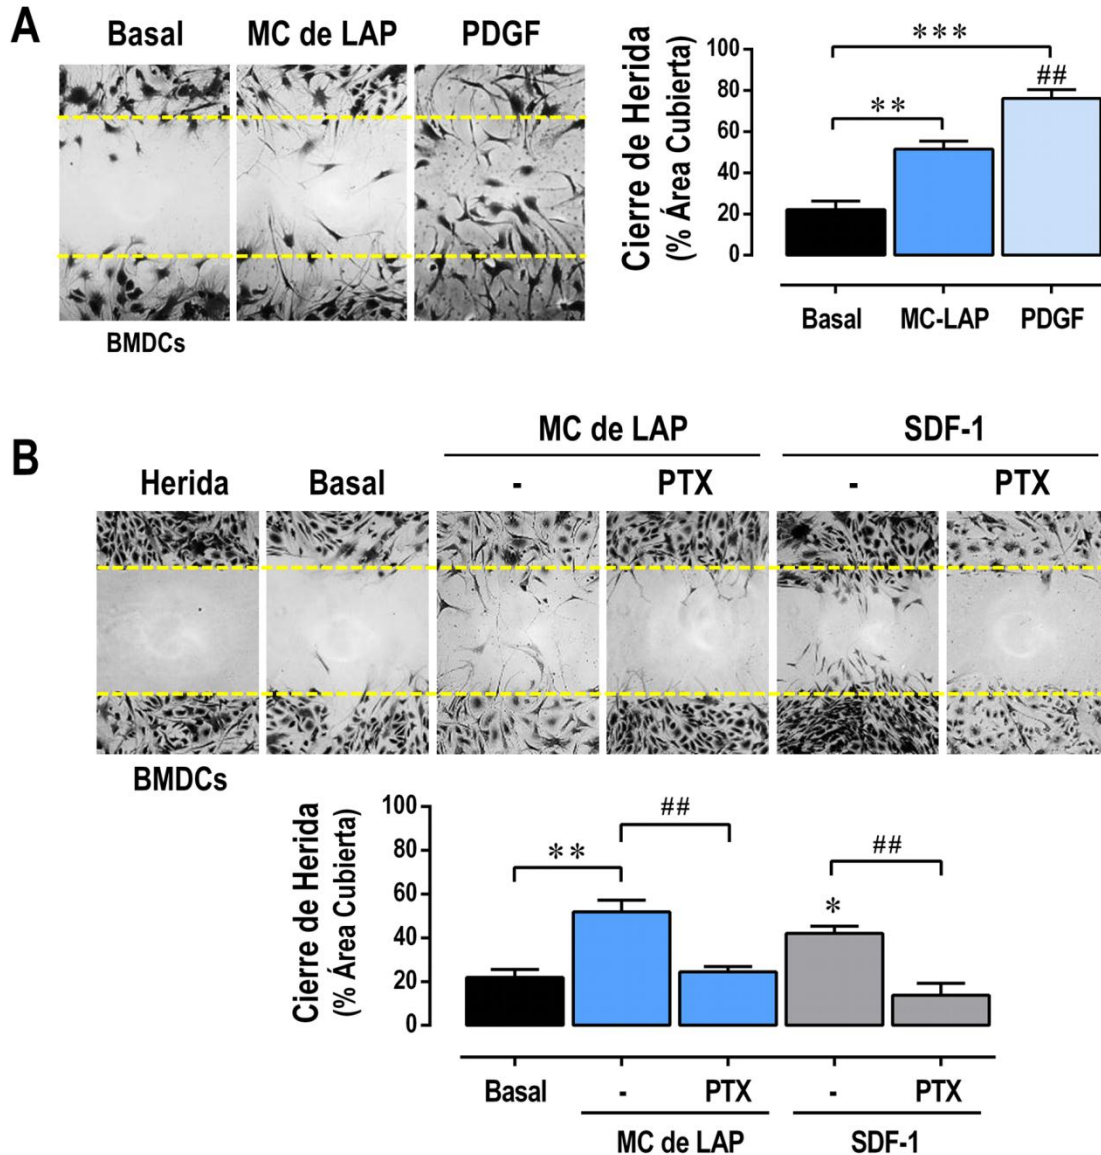 A
Basal MC de LAP PDGF
BMDCs
Cierre de Herida
(% Área Cubierta)
100
80
60
40
20
0
***
**
##
Basal MC-LAP PDGF
B
MC de LAP SDF-1
Herida Basal - PTX - PTX
BMDCs
Cierre de Herida
(% Área Cubierta)
100
80
60
40
20
0
##
**
##
*
Basal - PTX - PTX
MC de LAP SDF-1